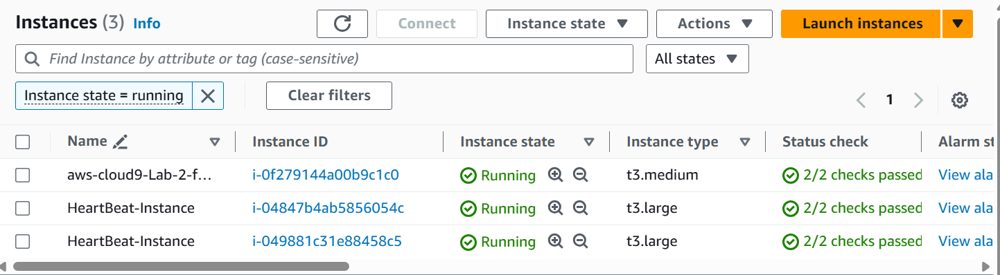 Instances (3) Info Connect Instance state Actions Launch instances
Find Instance by attribute or tag (case-sensitive) All states
Instance state = running Clear filters 1
Name Instance ID Instance state Instance type Status check Alarm st
aws-cloud9-Lab-2-f... i-0f279144a00b9c1c0 Running t3.medium 2/2 checks passed View ala
HeartBeat-Instance i-04847b4ab5856054c Running t3.large 2/2 checks passed View ala
HeartBeat-Instance i-049881c31e88458c5 Running t3.large 2/2 checks passed View ala